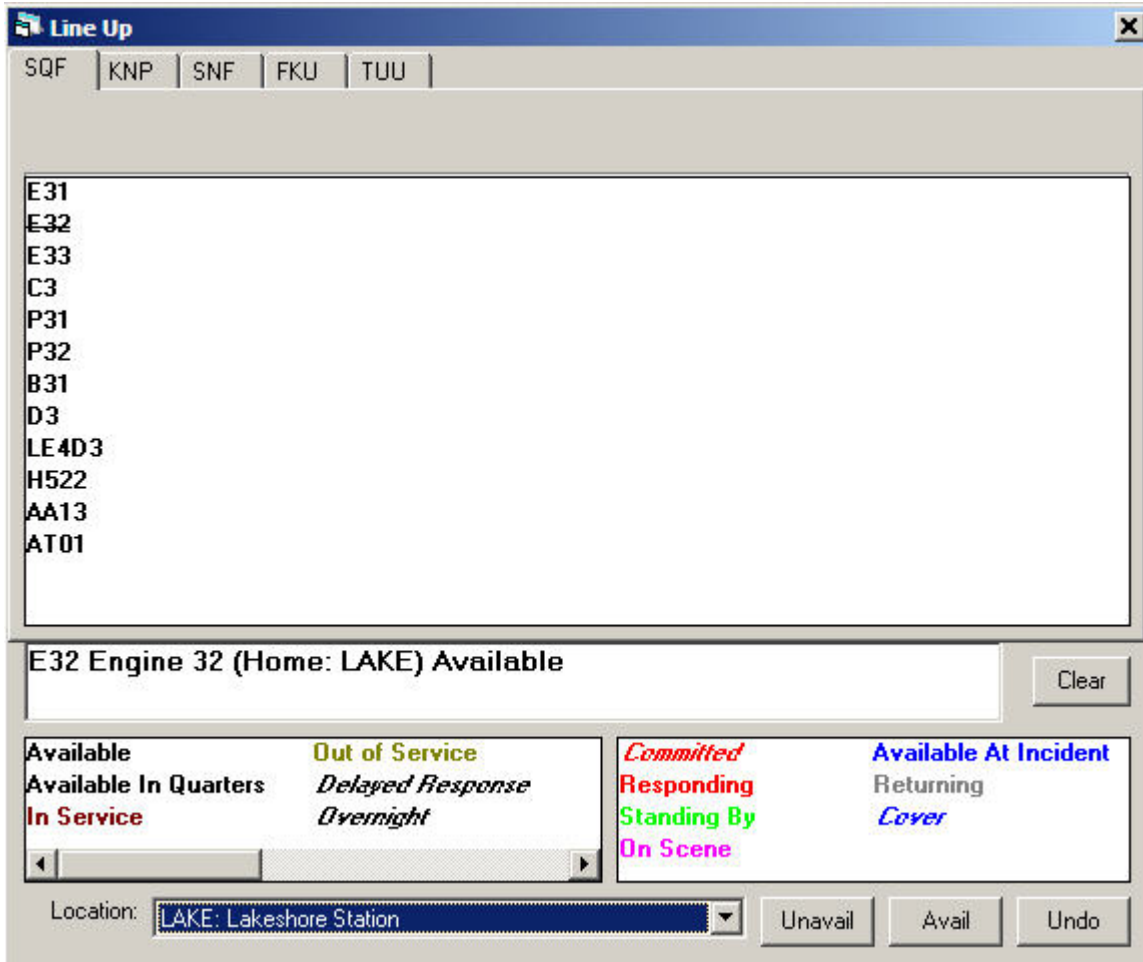 Line Up
SQF KNP SNF FKU TUU
E31
E32
E33
C3
P31
P32
B31
D3
LE4D3
H522
AA13
AT01
E32 Engine 32 (Home: LAKE) Available
Clear
Available Out of Service
Available In Quarters Delayed Response
In Service Overnight
Committed Available At Incident
Responding Returning
Standing By Cover
On Scene
Location: LAKE: Lakeshore Station Unavail Avail Undo